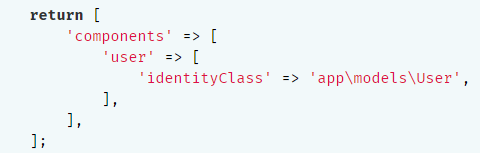 return [
    'components' => [
        'user' => [
            'identityClass' => 'app\models\User',
        ],
    ],
];